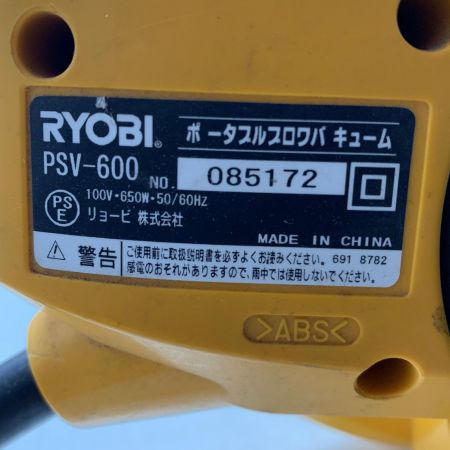 RYOBI® ポータブルブロワバキューム
PSV-600 NO. 085172
100V・650W・50/60Hz
PS E リョービ 株式会社
MADE IN CHINA
警告 ご使用前に取扱説明書を必ずよくお読みください。 691 8782
感電のおそれがありますので、雨中では使用しないでください。
>ABS<